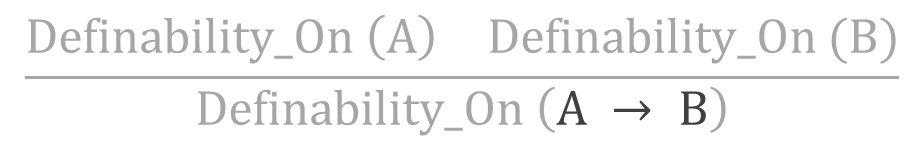 Definability_On (A) Definability_On (B)
Definability_On (A → B)